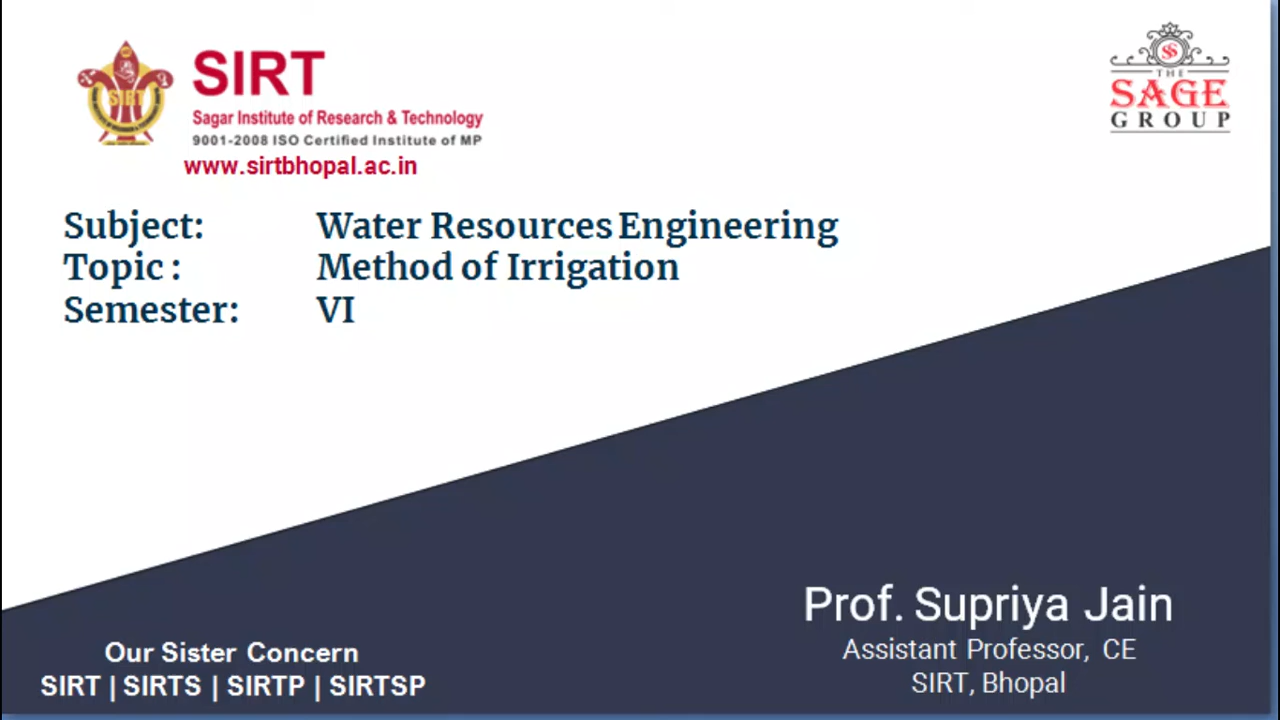 SIRT
Sagar Institute of Research & Technology
9001-2008 ISO Certified Institute of MP
www.sirtbhopal.ac.in
SIRT
THE
SAGE
GROUP
Subject: Water Resources Engineering
Topic : Method of Irrigation
Semester: VI
Prof. Supriya Jain
Assistant Professor, CE
SIRT, Bhopal
Our Sister Concern
SIRT | SIRTS | SIRTP | SIRTSP